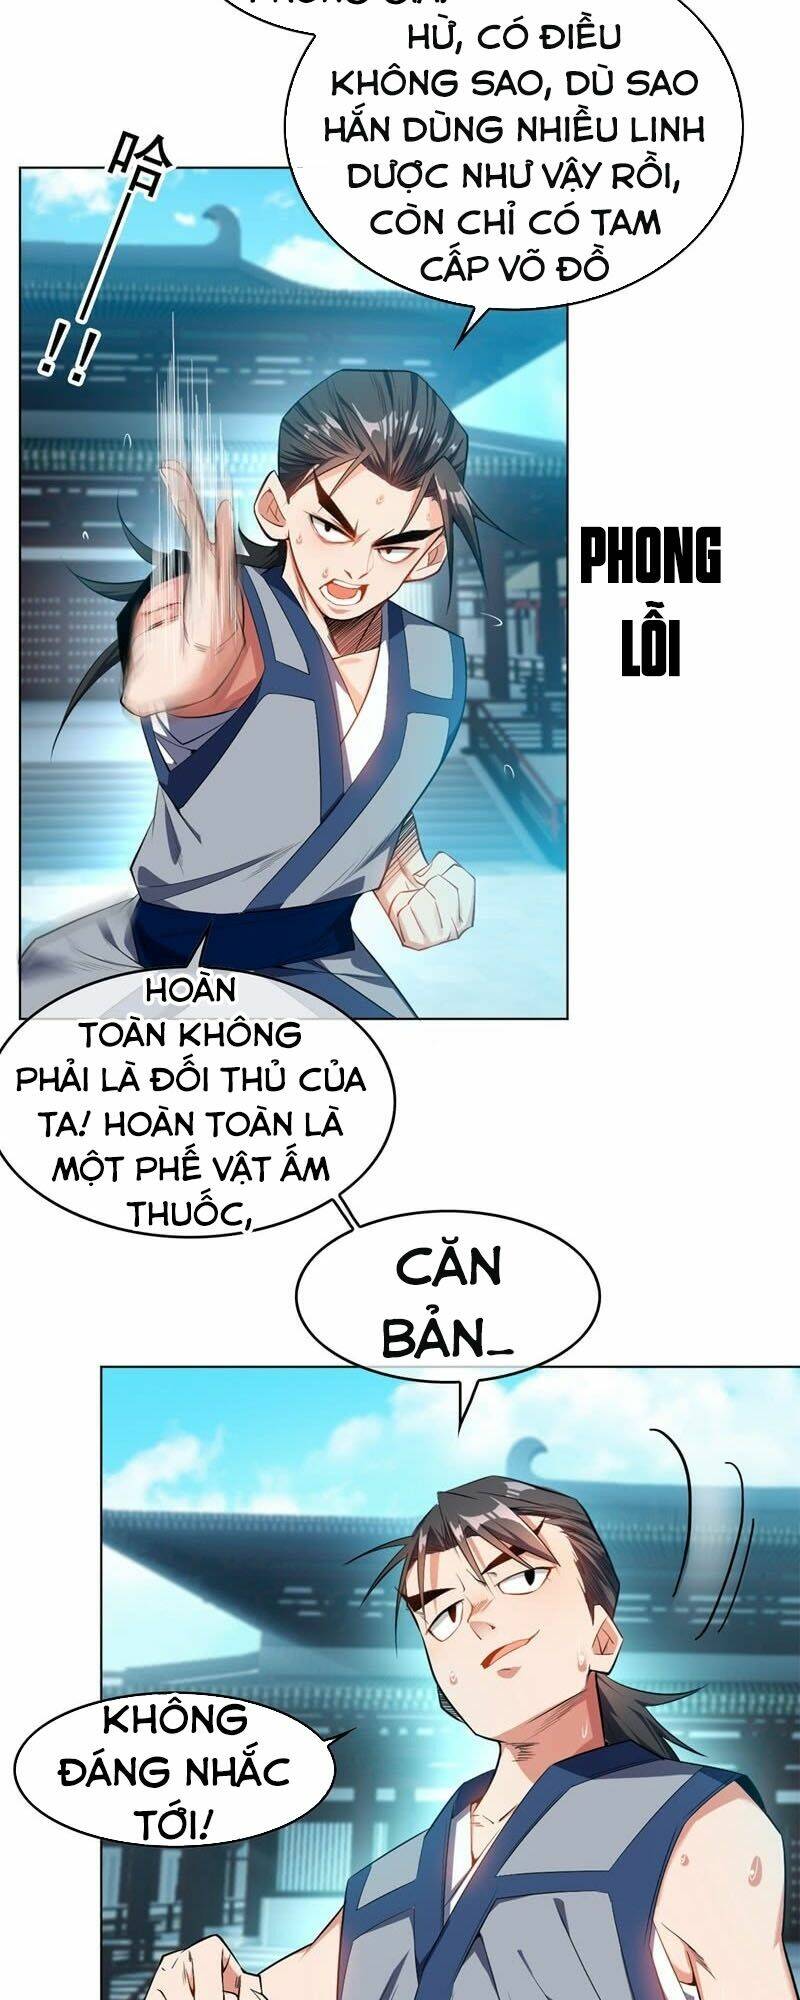 HỪ, CÓ ĐIỀU
KHÔNG SAO, DÙ SAO
HẮN DÙNG NHIỀU LINH
DƯỢC NHƯ VẬY RỒI,
CÒN CHỈ CÓ TAM
CẤP VÕ ĐỒ
哈
—
!!
PHONG
LÔI
HOÀN
TOÀN KHÔNG
PHẢI LÀ ĐỐI THỦ CỦA
TA! HOÀN TOÀN LÀ
MỘT PHẾ VẬT ẤM
THUỐC,
CĂN
BẢN_
KHÔNG
ĐÁNG NHẮC
TỚI!